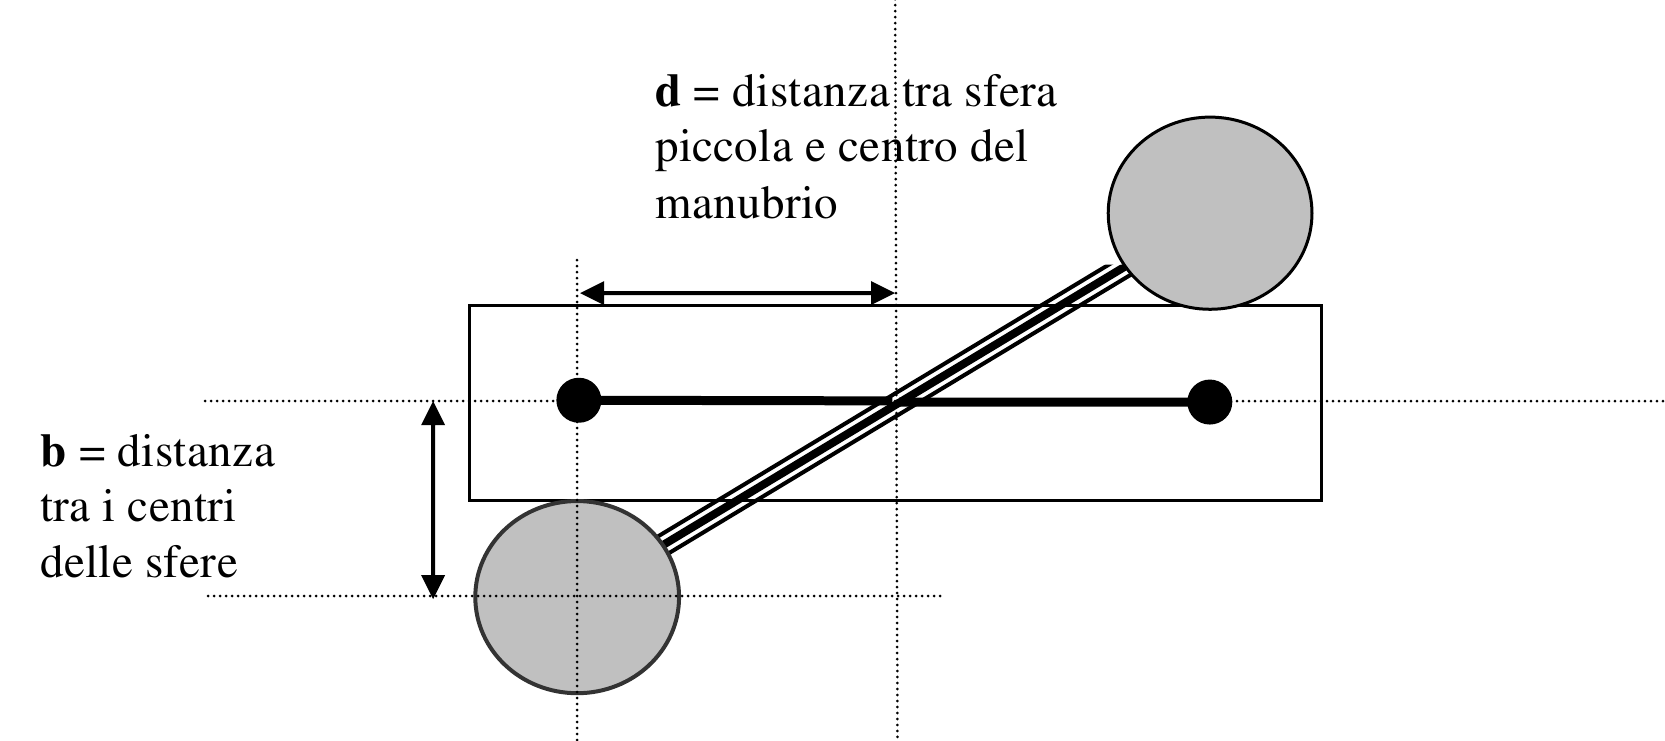 d = distanza tra sfera
piccola e centro del
manubrio
b = distanza
tra i centri
delle sfere